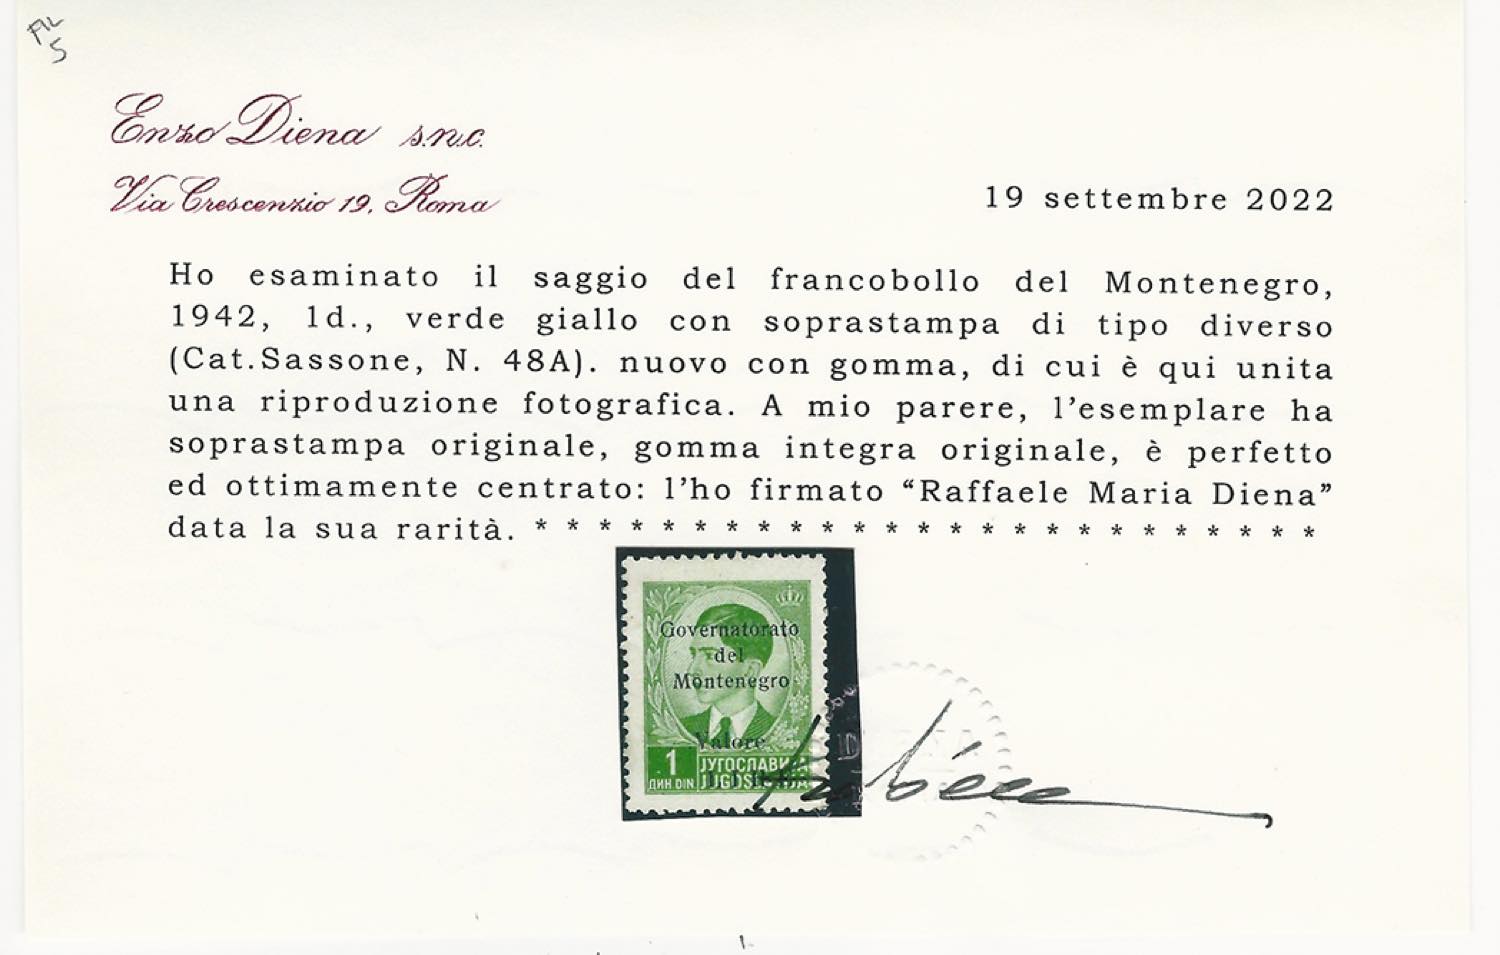 Enzo Diena s.n.c.
Via Crescenzio 19, Roma
19 settembre 2022
Ho esaminato il saggio del francobollo del Montenegro,
1942, 1d., verde giallo con soprastampa di tipo diverso
(Cat.Sassone, N. 48A). nuovo con gomma, di cui è qui unita
una riproduzione fotografica. A mio parere, l'esemplare ha
soprastampa originale, gomma integra originale, è perfetto
ed ottimamente centrato: l'ho firmato “Raffaele Maria Diena”
data la sua rarità. * * * * * * * * * * * * * * * * * * * * * * * * *
Governatorato
del
Montenegro
Valore
1
ДИН DIN
ЈУГОСЛАВИЈА
JUGOSLAVIJA